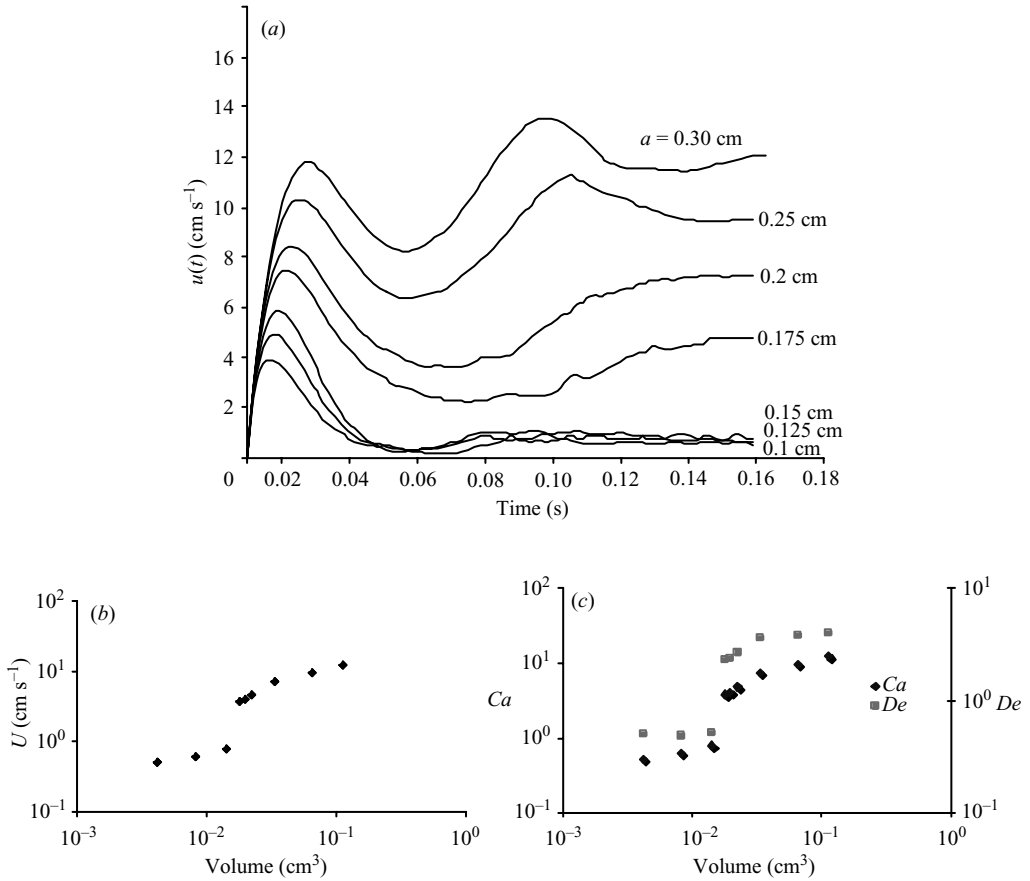 (a)
16
14
12
10
8
6
4
2
0
u(t) (cm s⁻¹)
a = 0.30 cm
0.25 cm
0.2 cm
0.175 cm
0.15 cm
0.125 cm
0.1 cm
0.02 0.04 0.06 0.08 0.10 0.12 0.14 0.16 0.18
Time (s)
(b)
10²
10¹
10⁰
10⁻¹
U (cm s⁻¹)
10⁻³ 10⁻² 10⁻¹ 10⁰
Volume (cm³)
(c)
10²
10¹
10⁰
10⁻¹
Ca
10¹
10⁰
10⁻¹
De
Ca
De
10⁻³ 10⁻² 10⁻¹ 10⁰
Volume (cm³)